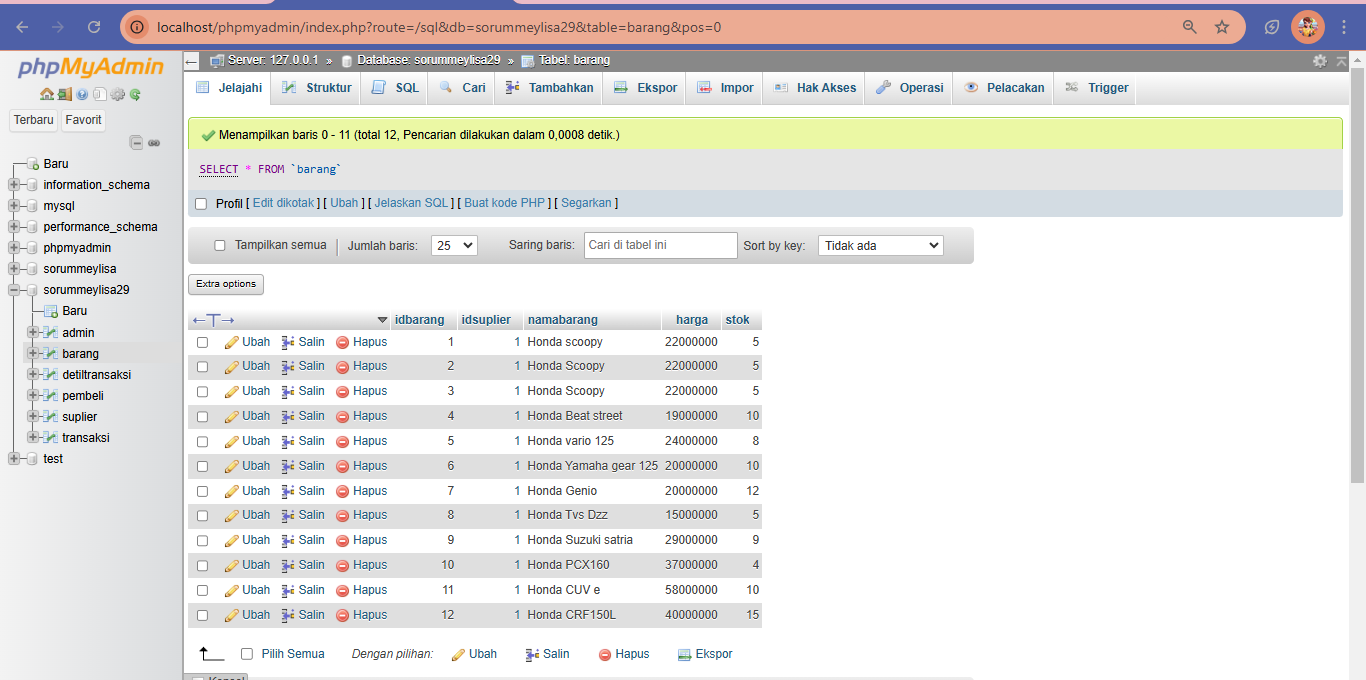 localhost/phpmyadmin/index.php?route=/sql&db=sorummeylisa29&table=barang&pos=0
phpMyAdmin
Terbaru Favorit
Baru
information_schema
mysql
performance_schema
phpmyadmin
sorummeylisa
sorummeylisa29
Baru
admin
barang
detiltransaksi
pembeli
suplier
transaksi
test
Server: 127.0.0.1 » Database: sorummeylisa29 » Tabel: barang
Jelajahi Struktur SQL Cari Tambahkan Ekspor Impor Hak Akses Operasi Pelacakan Trigger
Menampilkan baris 0 - 11 (total 12, Pencarian dilakukan dalam 0,0008 detik.)
SELECT * FROM `barang`
Profil [ Edit dikotak ] [ Ubah ] [ Jelaskan SQL ] [ Buat kode PHP ] [ Segarkan ]
Tampilkan semua Jumlah baris: 25 Saring baris: Cari di tabel ini Sort by key: Tidak ada
Extra options
←T→ idbarang idsuplier namabarang harga stok
Ubah Salin Hapus 1 1 Honda scoopy 22000000 5
Ubah Salin Hapus 2 1 Honda Scoopy 22000000 5
Ubah Salin Hapus 3 1 Honda Scoopy 22000000 5
Ubah Salin Hapus 4 1 Honda Beat street 19000000 10
Ubah Salin Hapus 5 1 Honda vario 125 24000000 8
Ubah Salin Hapus 6 1 Honda Yamaha gear 125 20000000 10
Ubah Salin Hapus 7 1 Honda Genio 20000000 12
Ubah Salin Hapus 8 1 Honda Tvs Dzz 15000000 5
Ubah Salin Hapus 9 1 Honda Suzuki satria 29000000 9
Ubah Salin Hapus 10 1 Honda PCX160 37000000 4
Ubah Salin Hapus 11 1 Honda CUV e 58000000 10
Ubah Salin Hapus 12 1 Honda CRF150L 40000000 15
Pilih Semua Dengan pilihan: Ubah Salin Hapus Ekspor